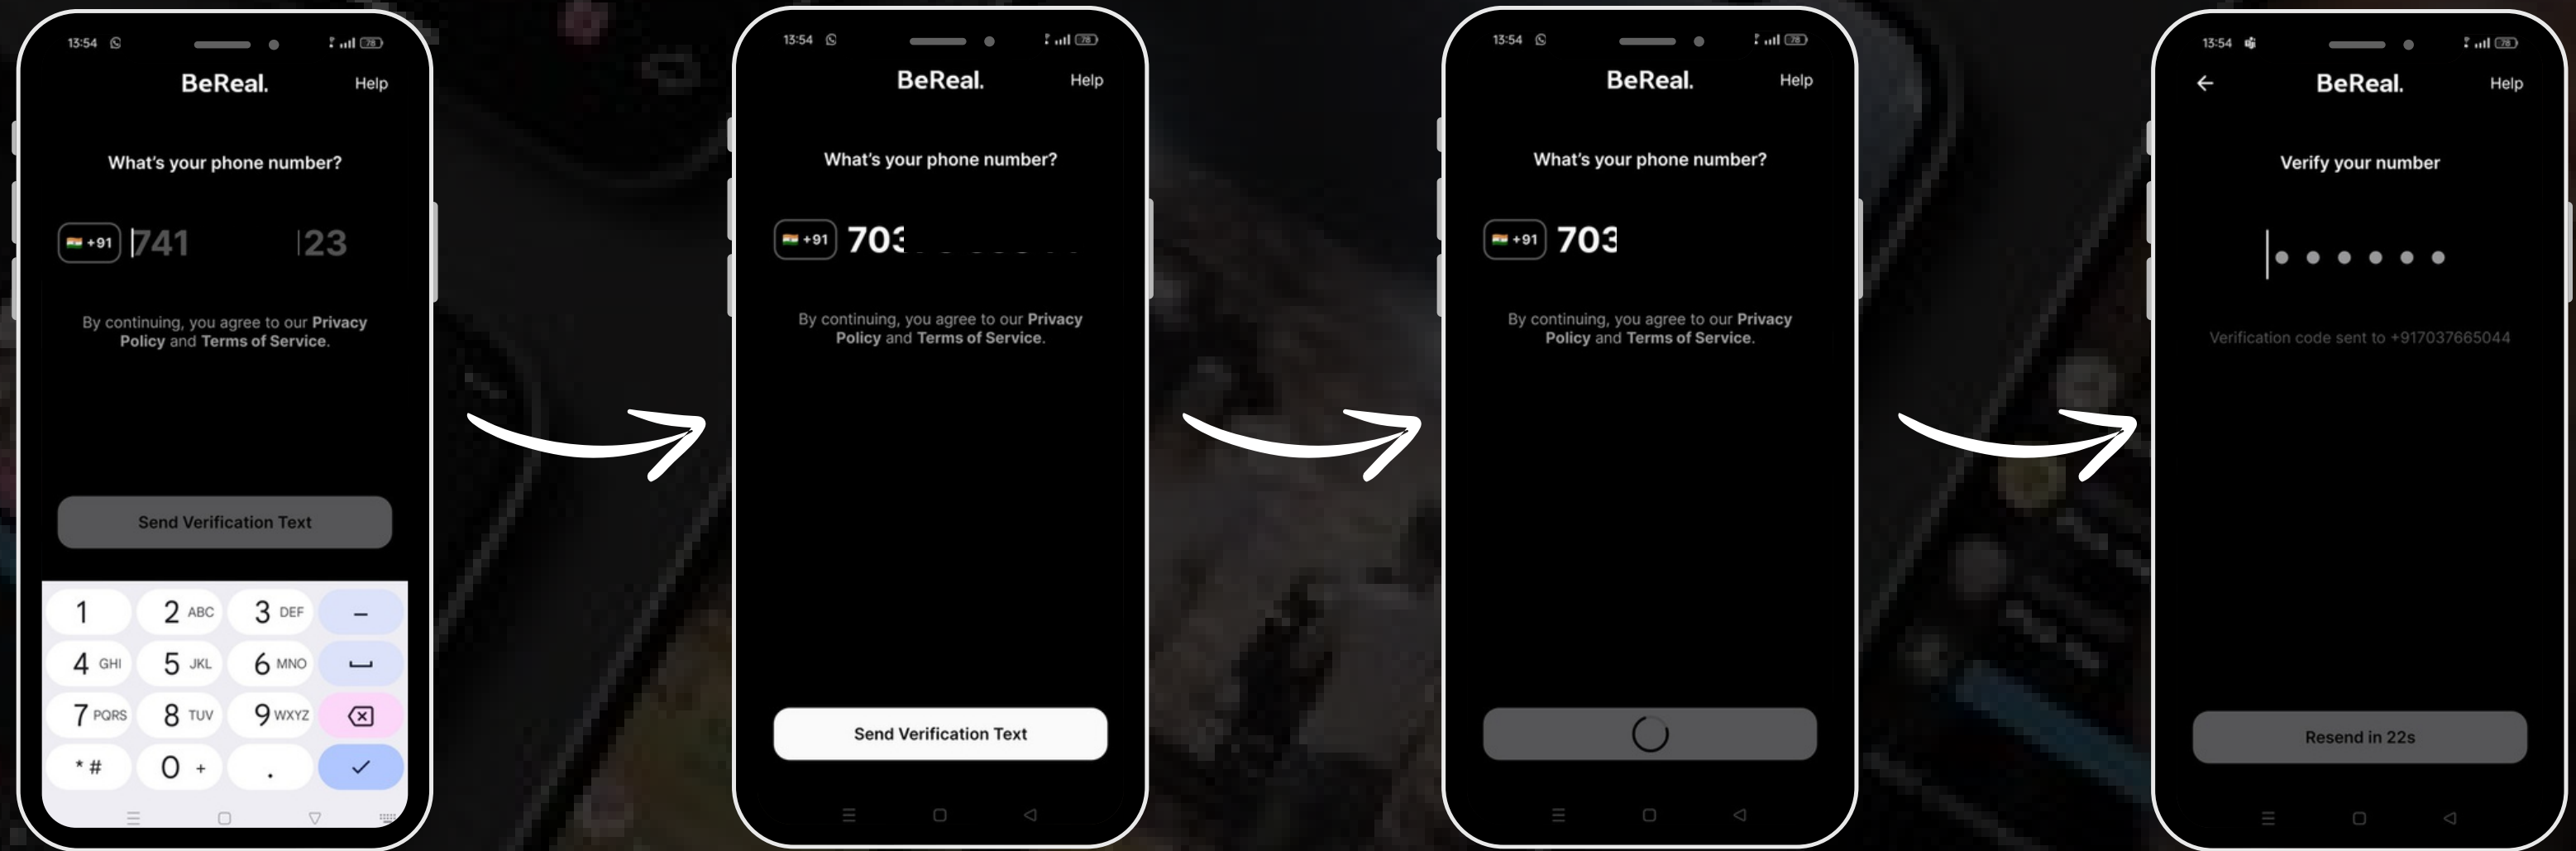 13:54
78
BeReal.
Help
What's your phone number?
+91
741 23
By continuing, you agree to our Privacy
Policy and Terms of Service.
Send Verification Text
1
2 ABC
3 DEF
–
4 GHI
5 JKL
6 MNO
7 PQRS
8 TUV
9 WXYZ
* #
0 +
.
13:54
78
BeReal.
Help
What's your phone number?
+91
703
By continuing, you agree to our Privacy
Policy and Terms of Service.
Send Verification Text
13:54
78
BeReal.
Help
What's your phone number?
+91
703
By continuing, you agree to our Privacy
Policy and Terms of Service.
13:54
78
BeReal.
Help
Verify your number
Verification code sent to +917037665044
Resend in 22s